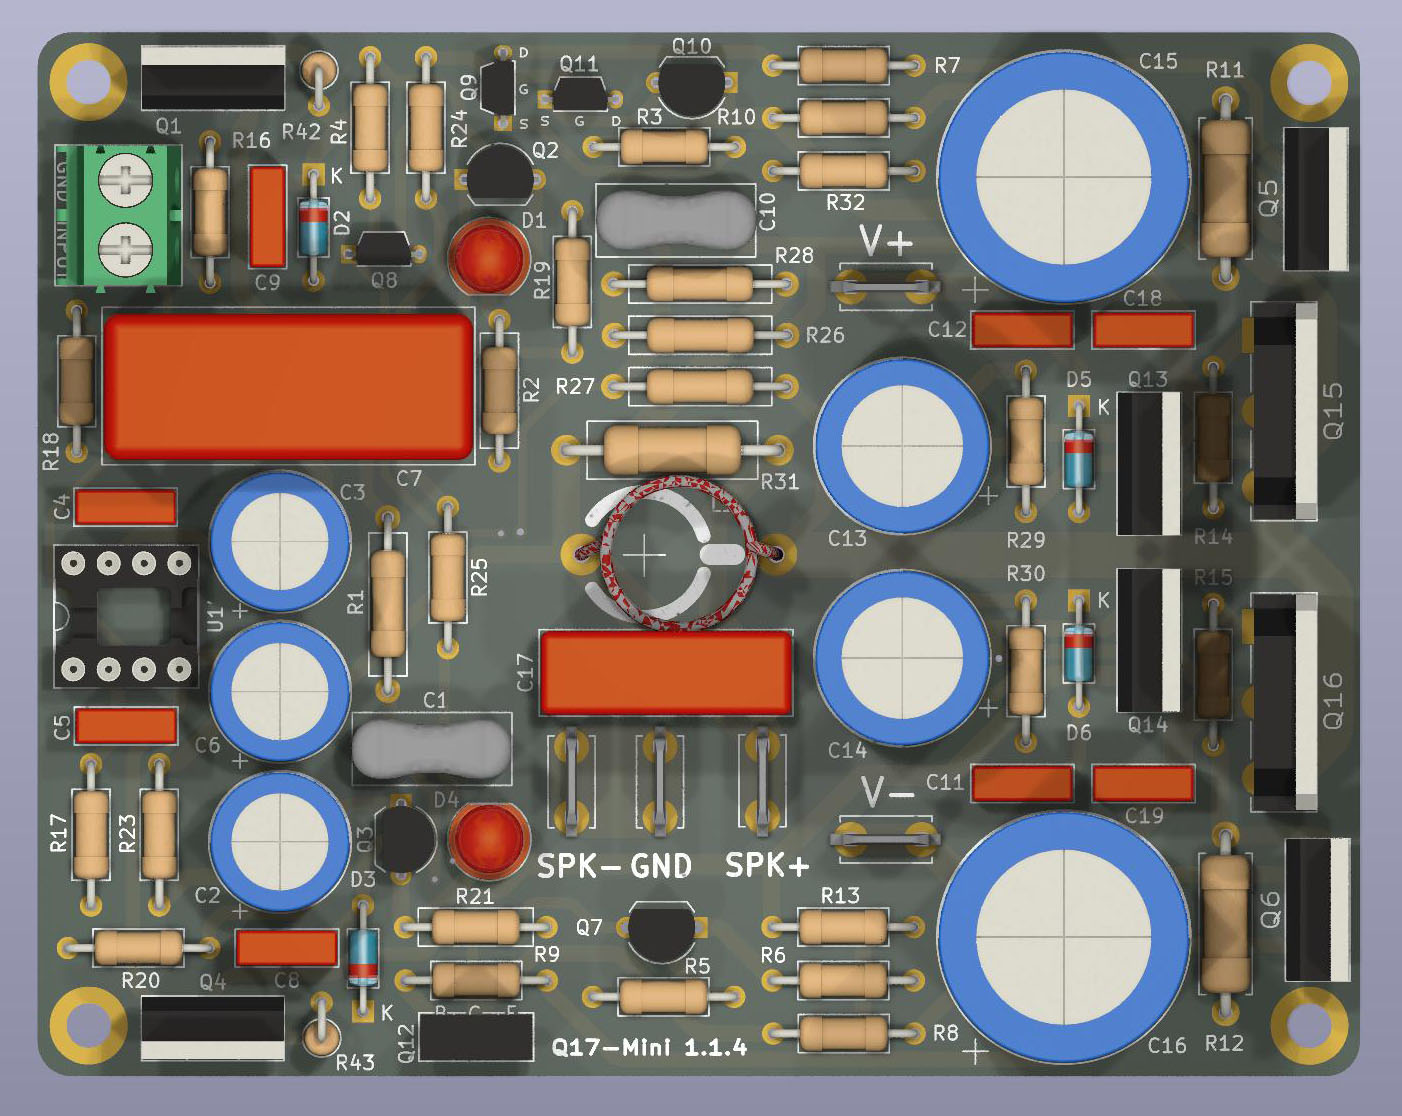 Q1
R42
R4
R24
Q9
D
G
S
Q11
S G D
Q10
R3
R10
R7
C15
R11
R16
K
D2
Q2
D1
R32
C10
Q5
GND
INPUT
C9
Q8
R19
R28
V+
C18
C12
R26
R27
R2
R18
C7
R31
D5
K
Q13
Q15
C4
C3
C13
R29
R14
U1'
R1
R25
R30
R15
K
C17
C5
C6
C1
C14
D6
Q14
Q16
R17
R23
D4
Q3
V-
C11
C19
C2
D3
SPK- GND SPK+
R21
R13
Q6
R20
Q4
C8
R9
Q7
R5
R6
K
Q12
R43
Q17-Mini 1.1.4
R8
C16
R12